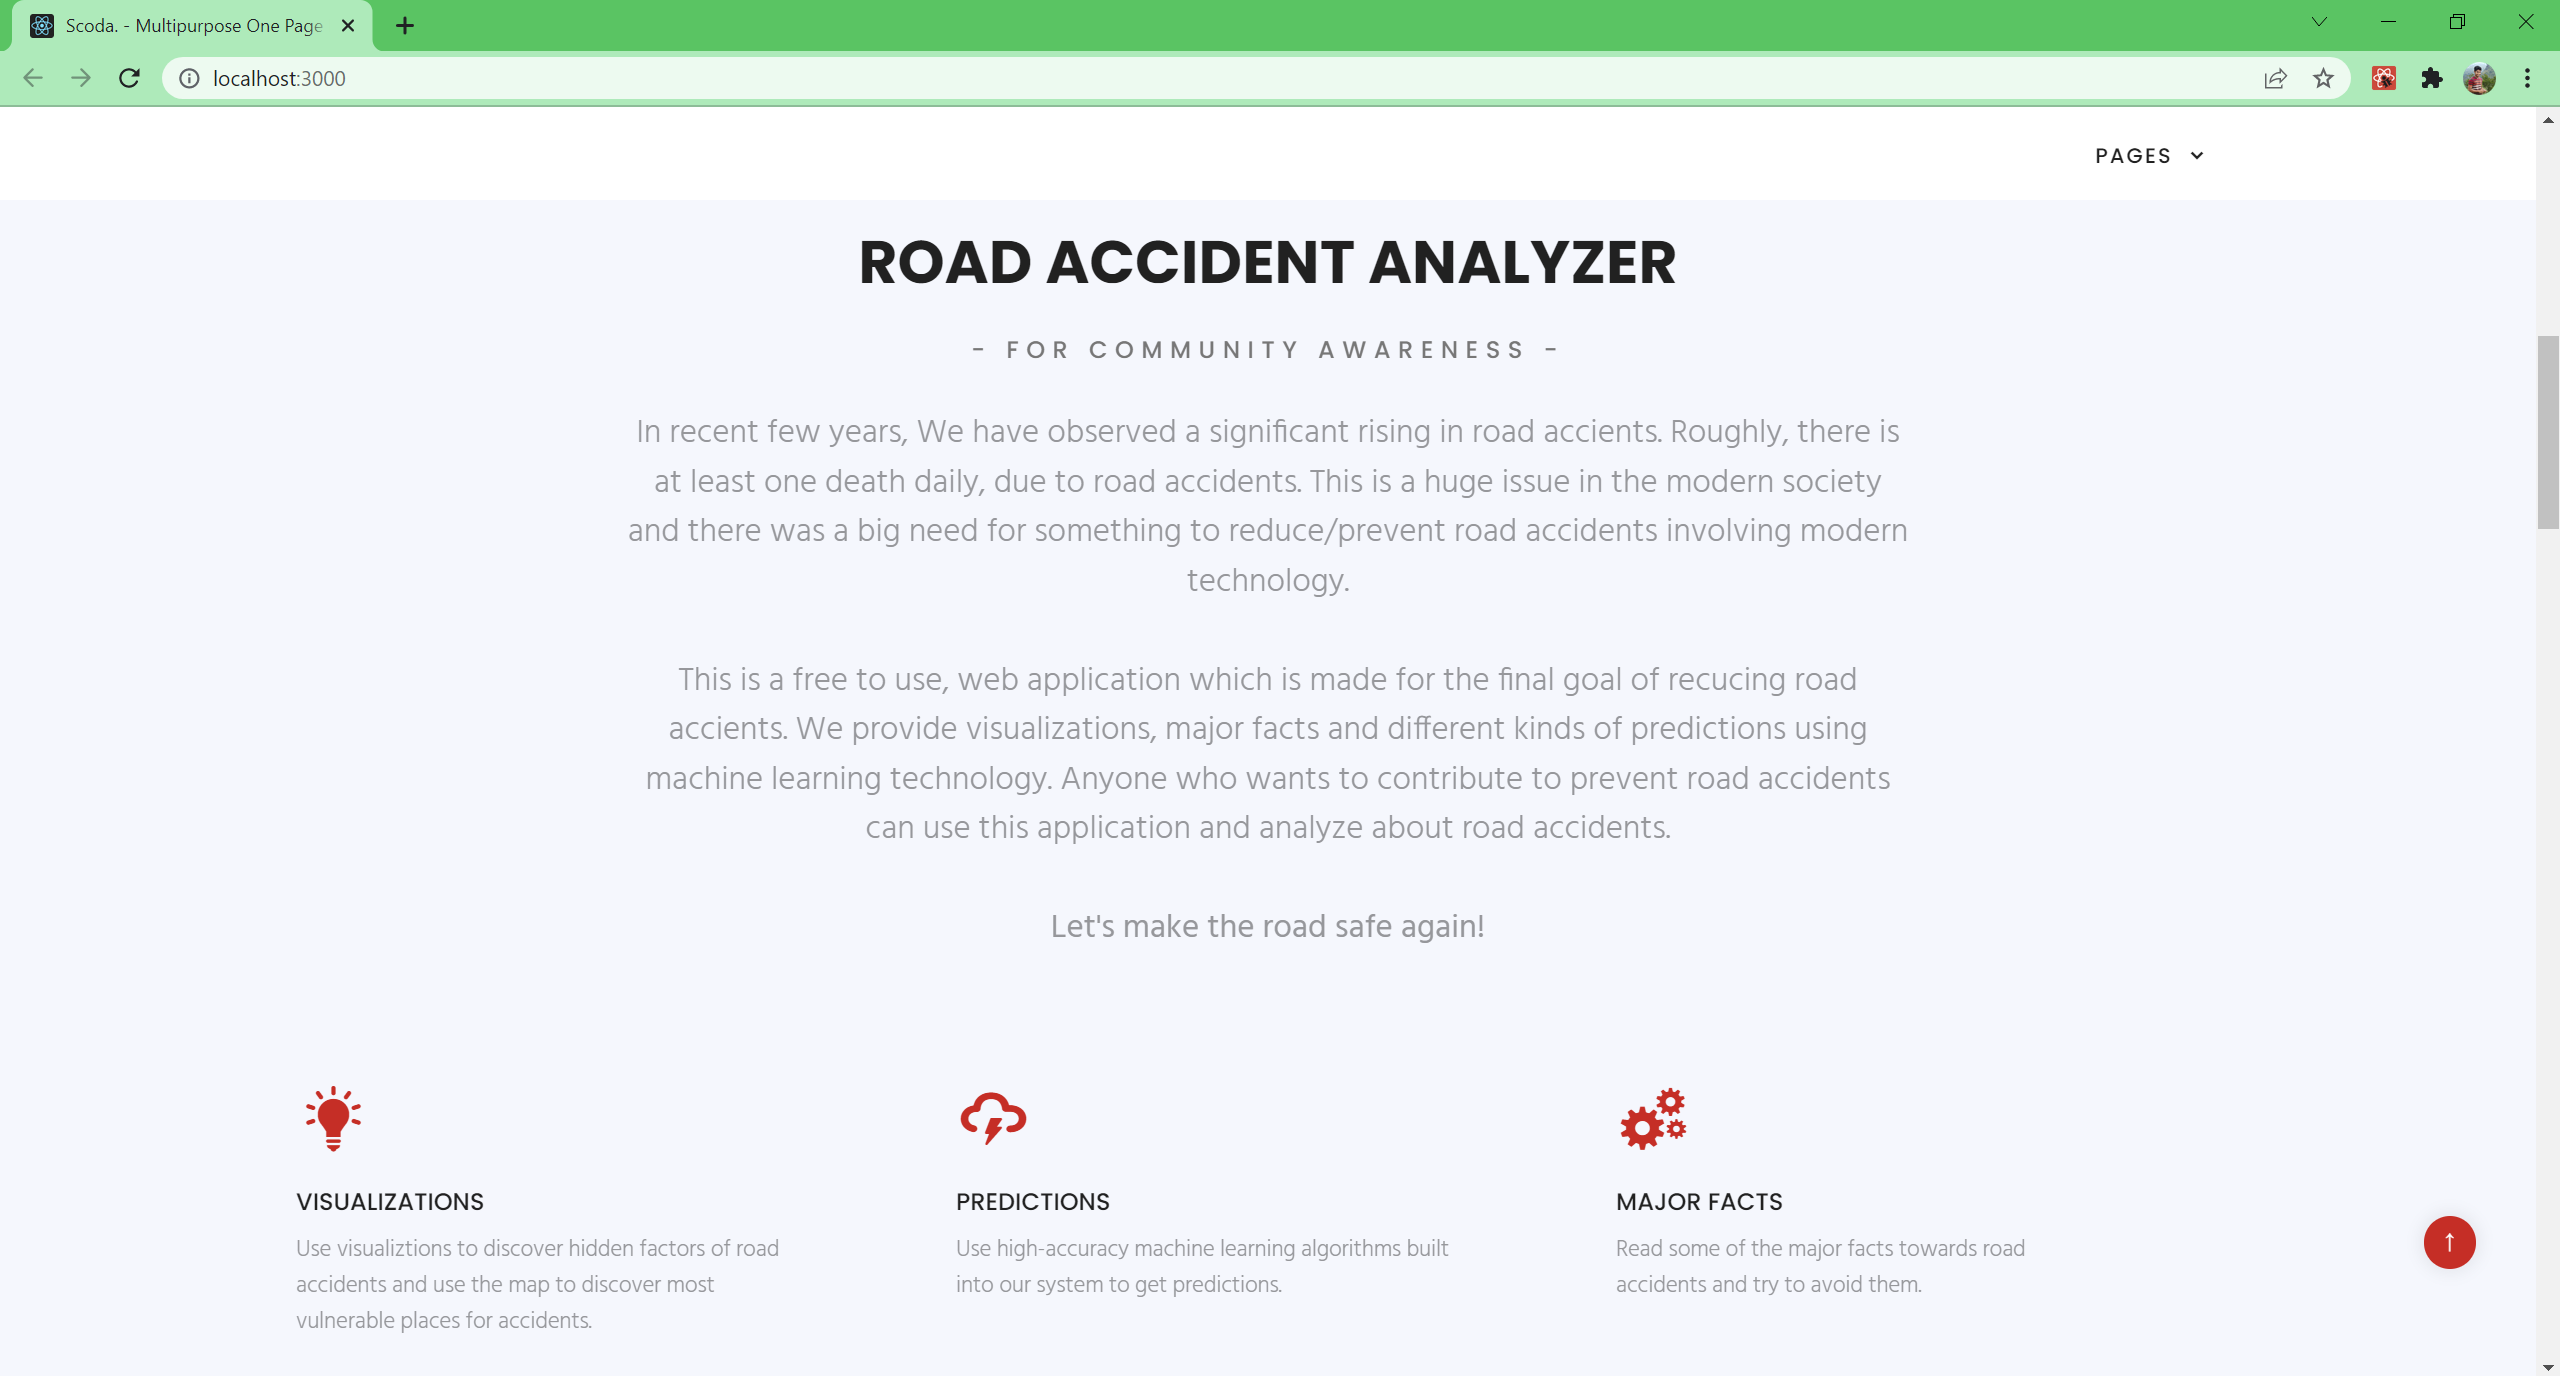 Scoda. - Multipurpose One Page
localhost:3000
PAGES
ROAD ACCIDENT ANALYZER
- FOR COMMUNITY AWARENESS -
In recent few years, We have observed a significant rising in road accients. Roughly, there is
at least one death daily, due to road accidents. This is a huge issue in the modern society
and there was a big need for something to reduce/prevent road accidents involving modern
technology.
This is a free to use, web application which is made for the final goal of recucing road
accients. We provide visualizations, major facts and different kinds of predictions using
machine learning technology. Anyone who wants to contribute to prevent road accidents
can use this application and analyze about road accidents.
Let's make the road safe again!
VISUALIZATIONS
Use visualiztions to discover hidden factors of road
accidents and use the map to discover most
vulnerable places for accidents.
PREDICTIONS
Use high-accuracy machine learning algorithms built
into our system to get predictions.
MAJOR FACTS
Read some of the major facts towards road
accidents and try to avoid them.